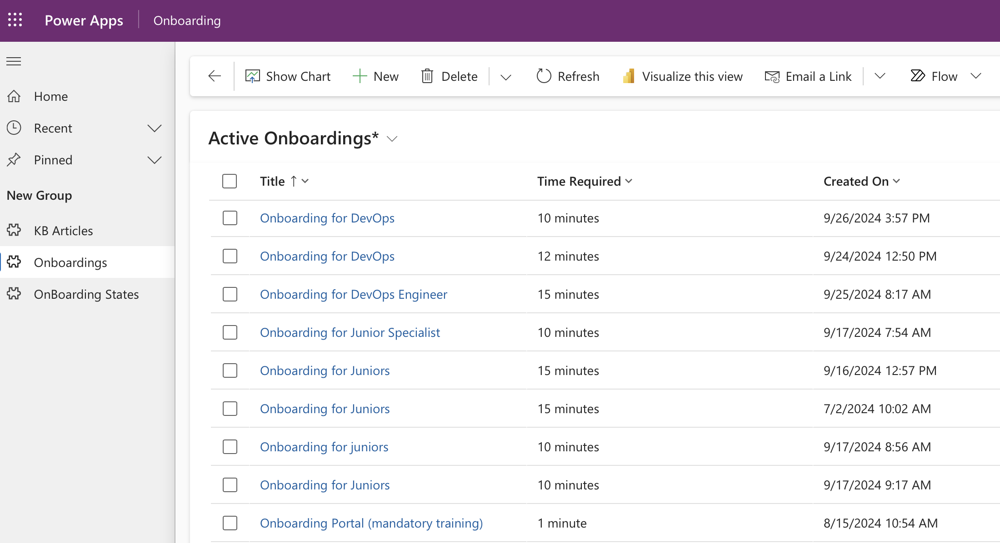 Power Apps Onboarding
Show Chart New Delete Refresh Visualize this view Email a Link Flow
Home
Recent
Pinned
New Group
KB Articles
Onboardings
OnBoarding States
Active Onboardings*
Title ↑ Time Required Created On
Onboarding for DevOps 10 minutes 9/26/2024 3:57 PM
Onboarding for DevOps 12 minutes 9/24/2024 12:50 PM
Onboarding for DevOps Engineer 15 minutes 9/25/2024 8:17 AM
Onboarding for Junior Specialist 10 minutes 9/17/2024 7:54 AM
Onboarding for Juniors 15 minutes 9/16/2024 12:57 PM
Onboarding for Juniors 15 minutes 7/2/2024 10:02 AM
Onboarding for juniors 10 minutes 9/17/2024 8:56 AM
Onboarding for Juniors 10 minutes 9/17/2024 9:17 AM
Onboarding Portal (mandatory training) 1 minute 8/15/2024 10:54 AM